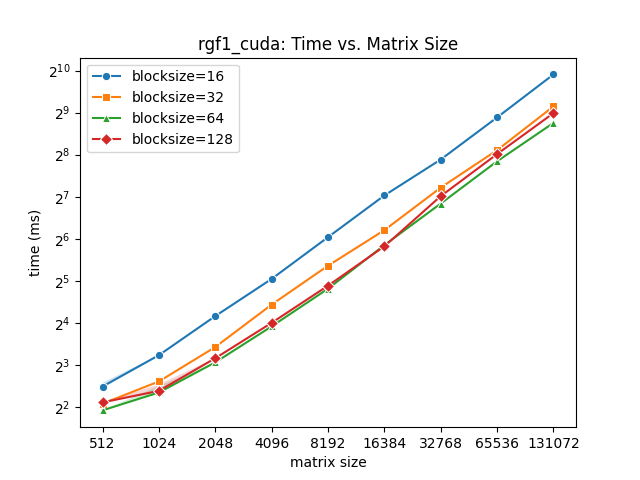 rgf1_cuda: Time vs. Matrix Size
blocksize=16
blocksize=32
blocksize=64
blocksize=128
time (ms)
2^10
2^9
2^8
2^7
2^6
2^5
2^4
2^3
2^2
512 1024 2048 4096 8192 16384 32768 65536 131072
matrix size